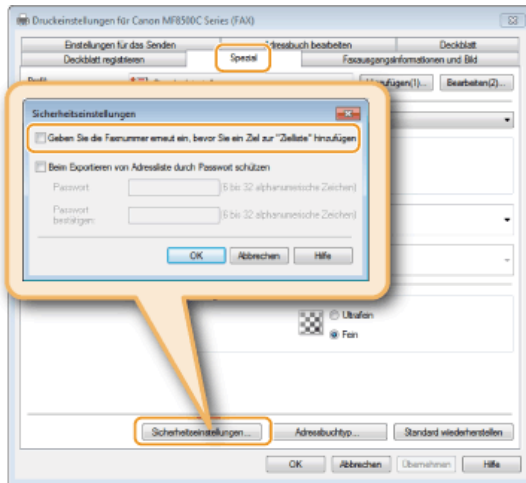 Druckeinstellungen für Canon MF8500C Series (FAX)
Einstellungen für das Senden
Adressbuch bearbeiten
Deckblatt
Deckblatt registrieren
Spezial
Faxausgangsinformationen und Bild
Profil
Bearbeiten(2)...
Sicherheitseinstellungen
Geben Sie die Faxnummer erneut ein, bevor Sie ein Ziel zur "Zielliste" hinzufügen
Beim Exportieren von Adressliste durch Passwort schützen
Passwort
(6 bis 32 alphanumerische Zeichen)
Passwort
bestätigen:
(6 bis 32 alphanumerische Zeichen)
OK
Abbrechen
Hilfe
Ultrafein
Fein
Sicherheitseinstellungen...
Adressbuchtyp...
Standard wiederherstellen
OK
Abbrechen
Übernehmen
Hilfe